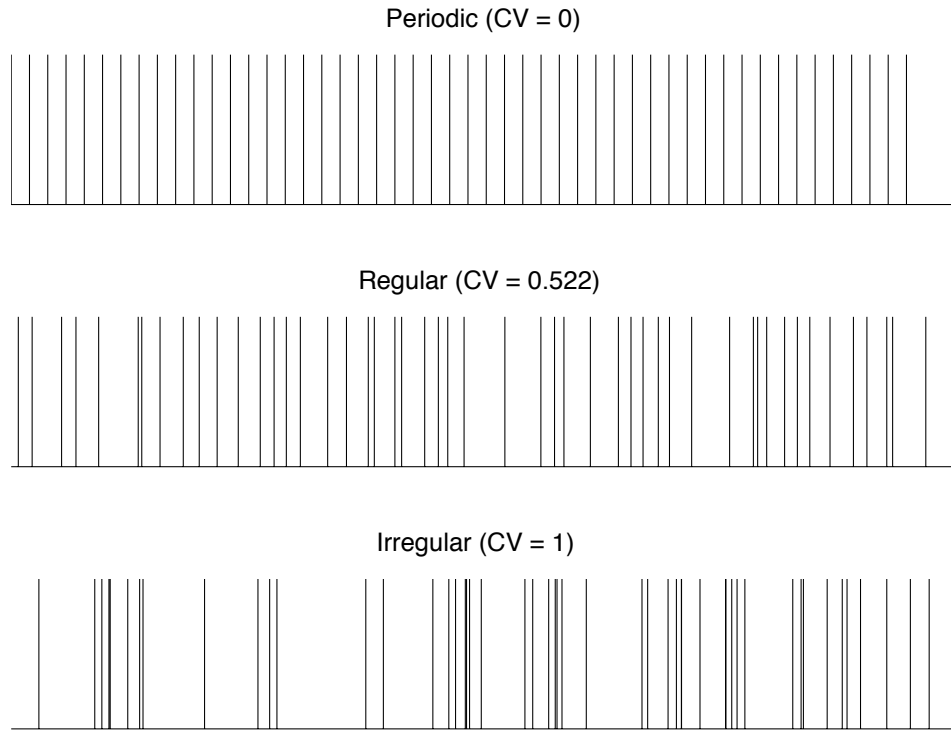 Periodic (CV = 0)
Regular (CV = 0.522)
Irregular (CV = 1)